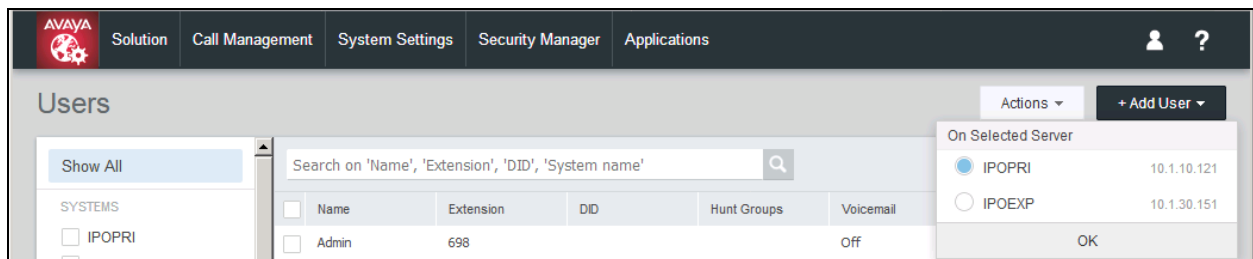 AVAYA
Solution Call Management System Settings Security Manager Applications ?
Users
Actions + Add User
On Selected Server
Show All
Search on 'Name', 'Extension', 'DID', 'System name'
IPOPRI 10.1.10.121
SYSTEMS
Name Extension DID Hunt Groups Voicemail
IPOEXP 10.1.30.151
IPOPRI
Admin 698 Off
OK